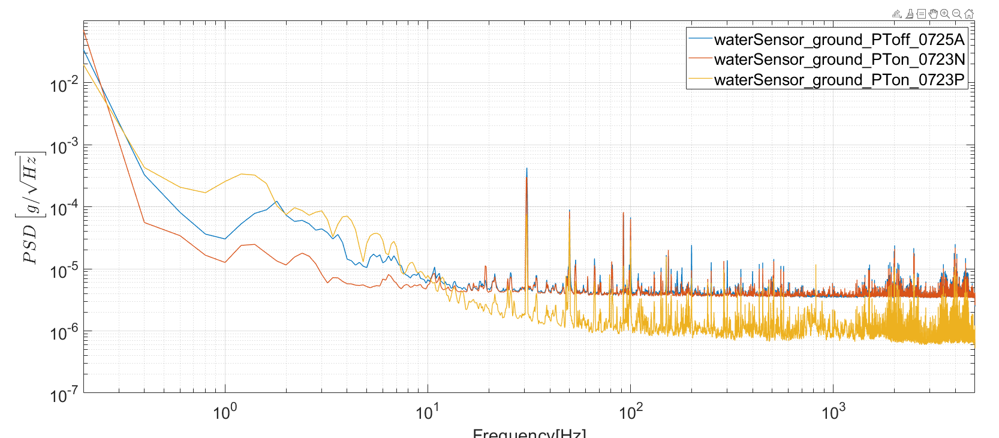 waterSensor_ground_PToff_0725A
waterSensor_ground_PTon_0723N
waterSensor_ground_PTon_0723P
10^-2
10^-3
10^-4
10^-5
10^-6
10^-7
PSD [g/√Hz]
10^0
10^1
10^2
10^3
Frequency[Hz]